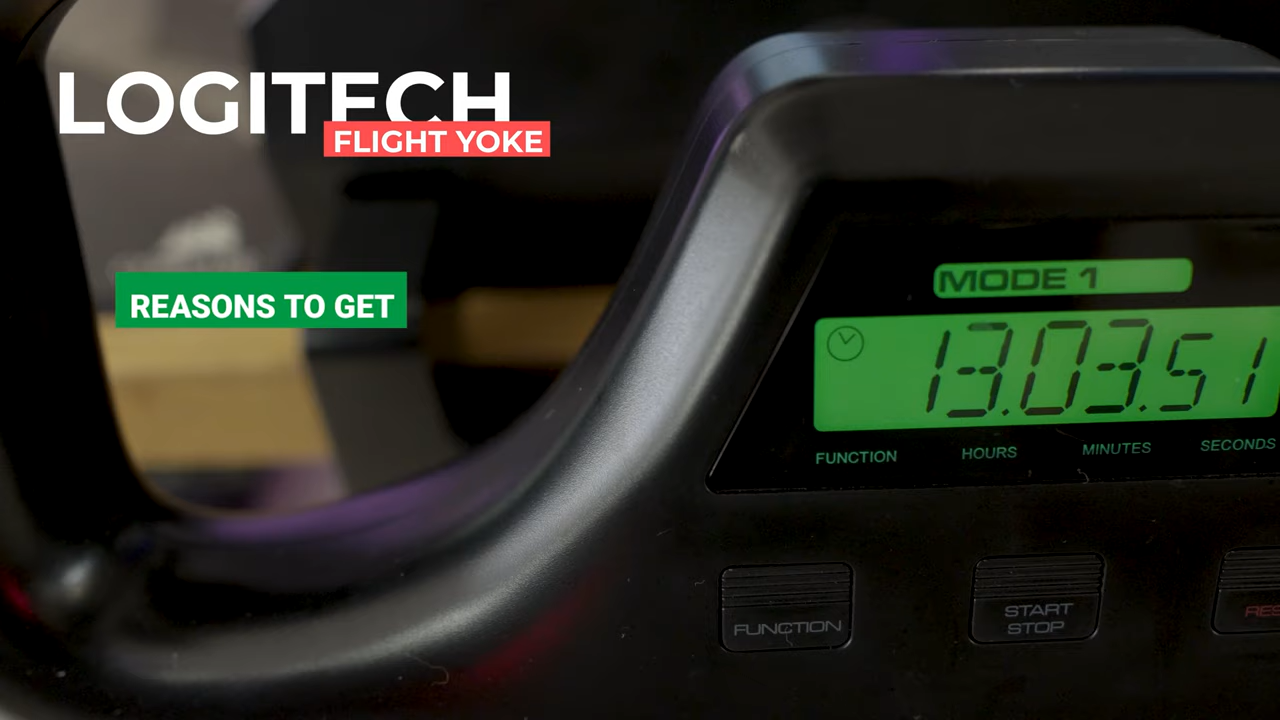 LOGITECH
FLIGHT YOKE
REASONS TO GET
MODE 1
13.03.51
FUNCTION HOURS MINUTES SECONDS
FUNCTION
START
STOP